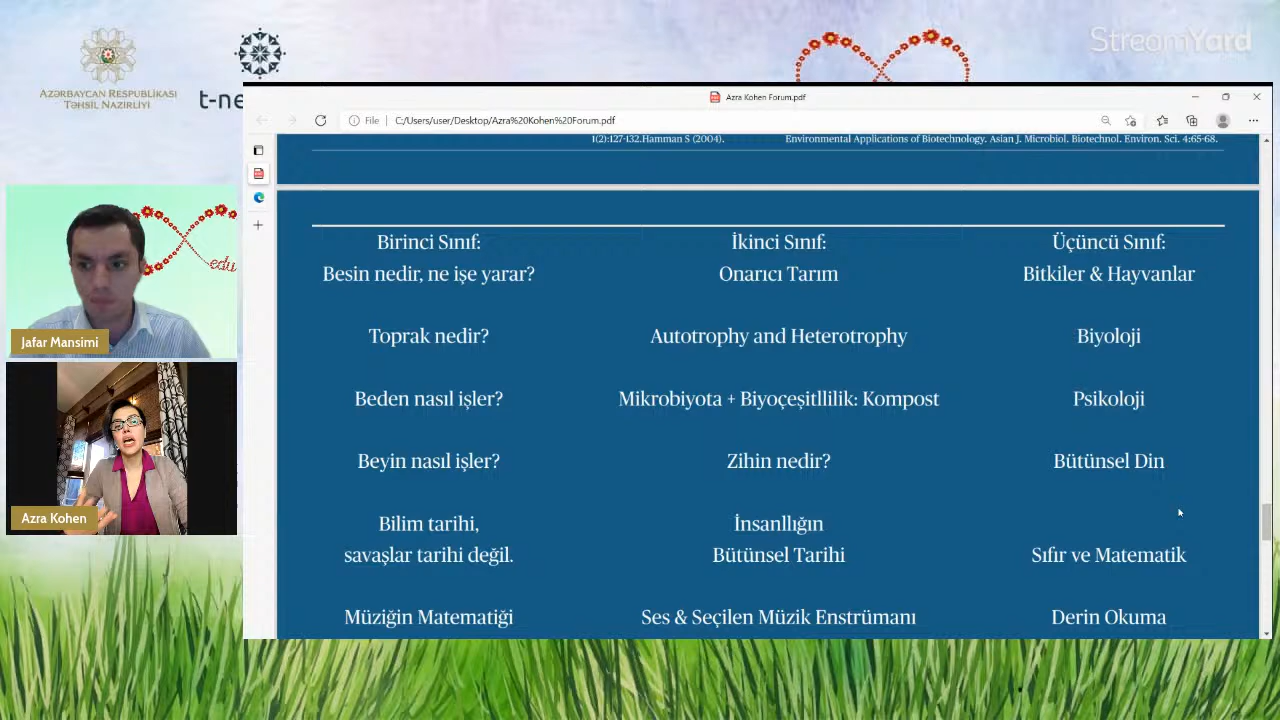 StreamYard
AZƏRBAYCAN RESPUBLİKASI
TƏHSİL NAZİRLİYİ
t-ne
Azra Kohen Forum.pdf
File
C:/Users/user/Desktop/Azra%20Kohen%20Forum.pdf
1(2):127-132.Hamman S (2004). Environmental Applications of Biotechnology. Asian J. Microbiol. Biotechnol. Environ. Sci. 4:65-68.
Birinci Sınıf: İkinci Sınıf: Üçüncü Sınıf:
Besin nedir, ne işe yarar? Onarıcı Tarım Bitkiler & Hayvanlar
Toprak nedir? Autotrophy and Heterotrophy Biyoloji
Beden nasıl işler? Mikrobiyota + Biyoçeşitllilik: Kompost Psikoloji
Beyin nasıl işler? Zihin nedir? Bütünsel Din
Bilim tarihi, İnsanllığın
savaşlar tarihi değil. Bütünsel Tarihi Sıfır ve Matematik
Müziğin Matematiği Ses & Seçilen Müzik Enstrümanı Derin Okuma
edu
Jafar Mansimi
Azra Kohen